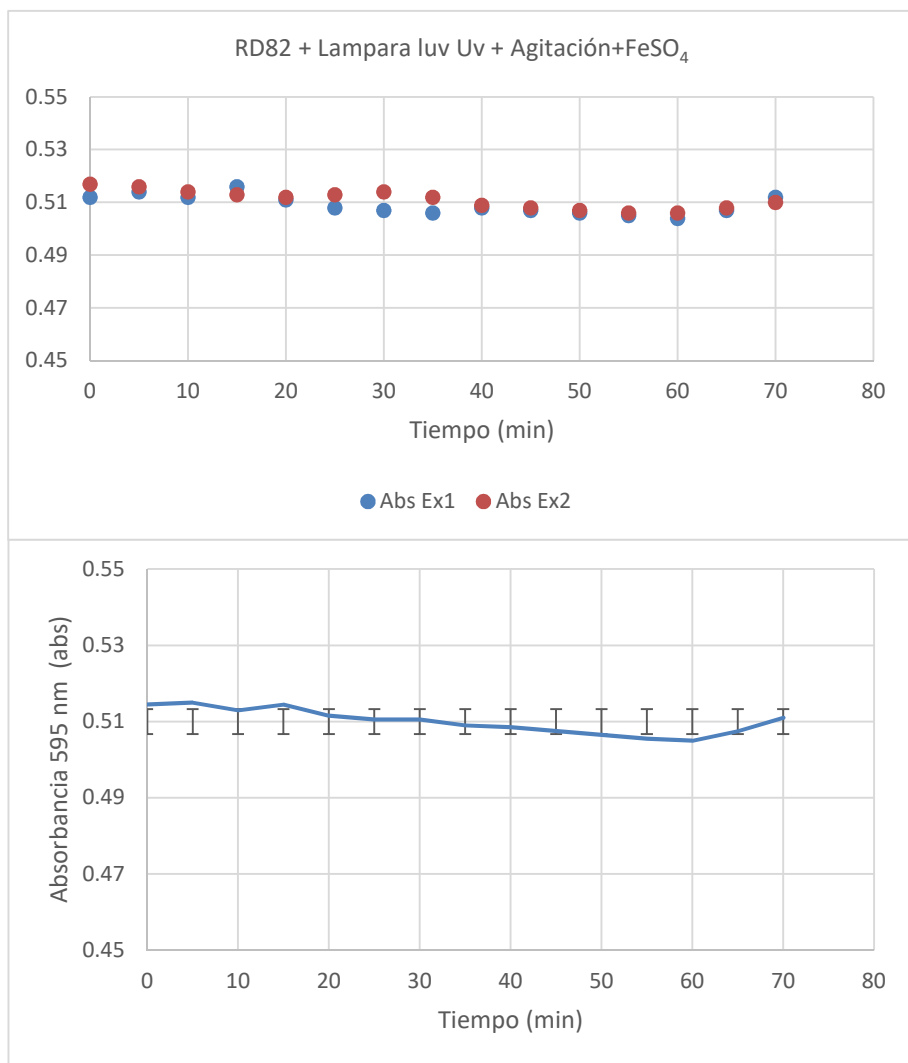 RD82 + Lampara luv Uv + Agitación+FeSO₄
0.55
0.53
0.51
0.49
0.47
0.45
0 10 20 30 40 50 60 70 80
Tiempo (min)
Abs Ex1 Abs Ex2
Absorbancia 595 nm (abs)
0.55
0.53
0.51
0.49
0.47
0.45
0 10 20 30 40 50 60 70 80
Tiempo (min)